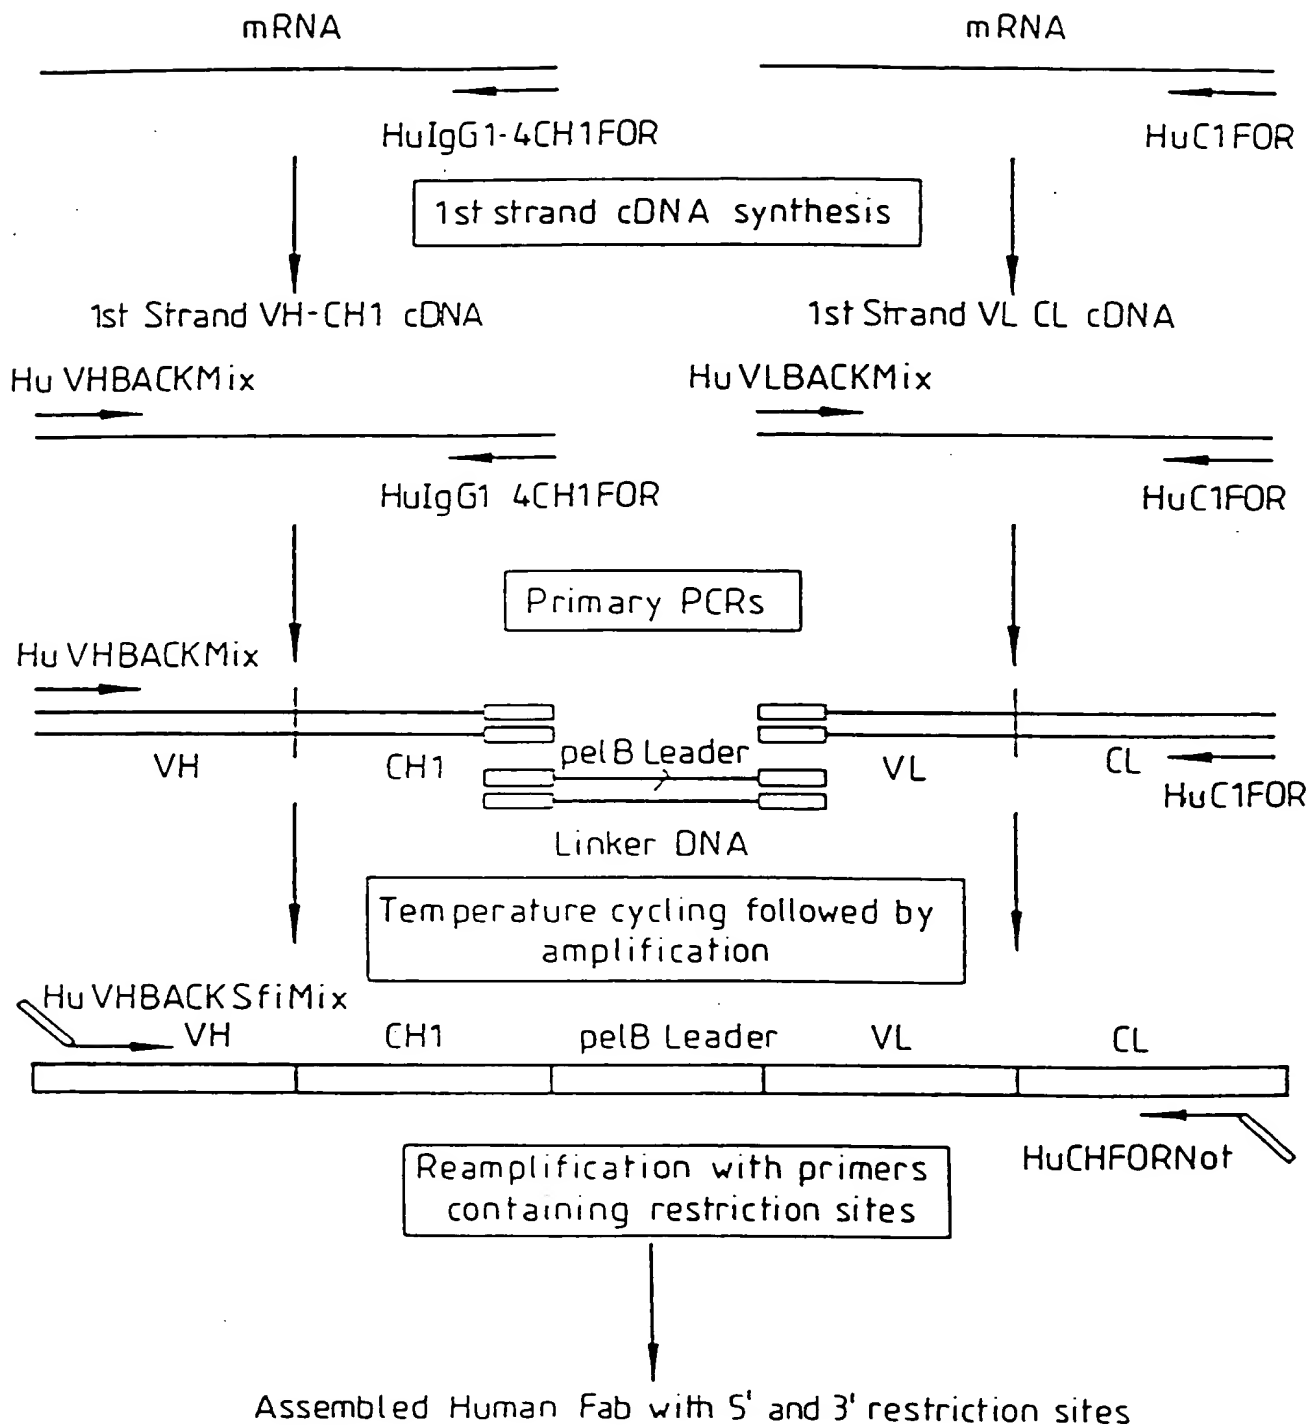 mRNA
mRNA
HuIgG1-4CH1FOR
HuC1FOR
1st strand cDNA synthesis
1st Strand VH-CH1 cDNA
1st Strand VL CL cDNA
Hu VHBACKMix
Hu VLBACKMix
HuIgG1 4CH1FOR
HuC1FOR
Primary PCRs
Hu VHBACKMix
VH
CH1
pelB Leader
VL
CL
HuC1FOR
Linker DNA
Temperature cycling followed by
amplification
Hu VHBACKSfiMix
VH
CH1
pelB Leader
VL
CL
HuCHFORNot
Reamplification with primers
containing restriction sites
Assembled Human Fab with 5' and 3' restriction sites